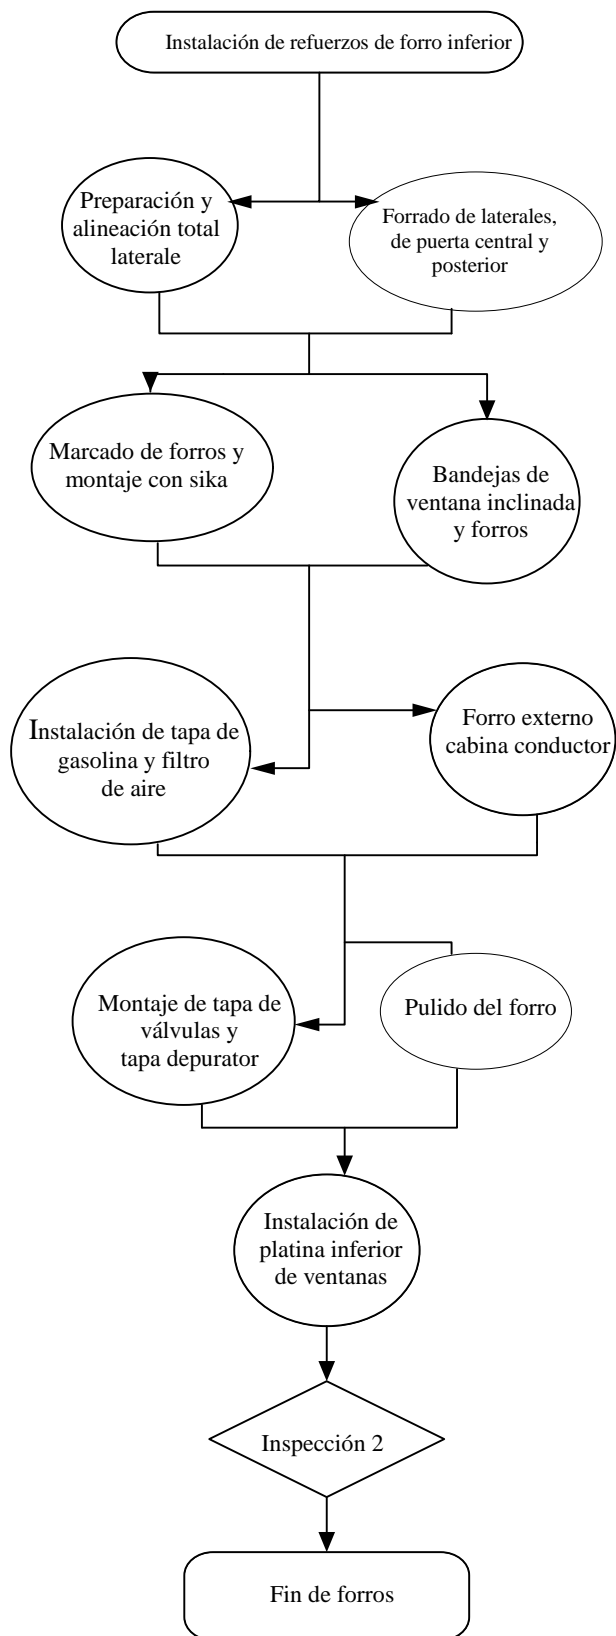 Instalación de refuerzos de forro inferior
Preparación y
alineación total
laterale
Forrado de laterales,
de puerta central y
posterior
Marcado de forros y
montaje con sika
Bandejas de
ventana inclinada
y forros
Instalación de tapa de
gasolina y filtro
de aire
Forro externo
cabina conductor
Montaje de tapa de
válvulas y
tapa depurator
Pulido del forro
Instalación de
platina inferior
de ventanas
Inspección 2
Fin de forros